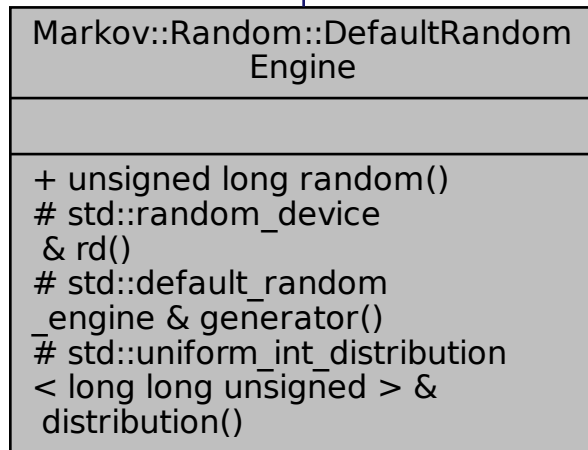 Markov::Random::DefaultRandom
Engine
+ unsigned long random()
# std::random_device
& rd()
# std::default_random
_engine & generator()
# std::uniform_int_distribution
< long long unsigned > &
distribution()